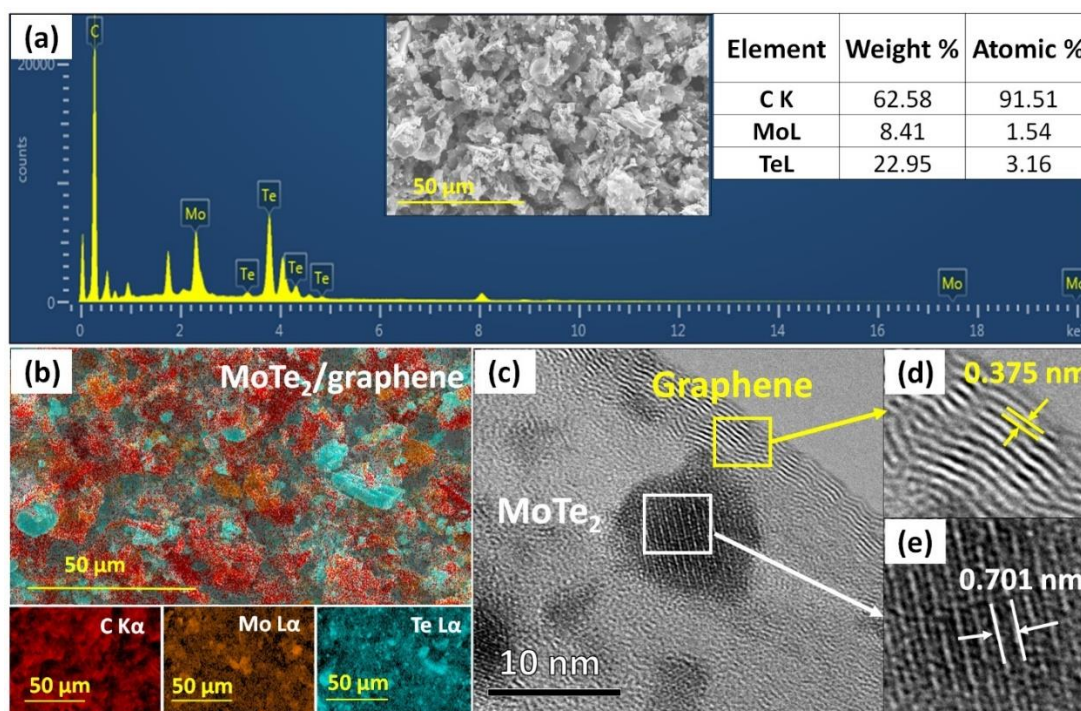 (a)
C
20000
counts
0
Mo
Te
Te
Te
Te
Mo
Mo
0 2 4 6 8 10 12 14 16 18 ke
50 μm
Element Weight % Atomic %
C K 62.58 91.51
MoL 8.41 1.54
TeL 22.95 3.16
(b)
MoTe₂/graphene
50 μm
C Kα
50 μm
Mo Lα
50 μm
Te Lα
50 μm
(c)
Graphene
MoTe₂
10 nm
(d)
0.375 nm
(e)
0.701 nm